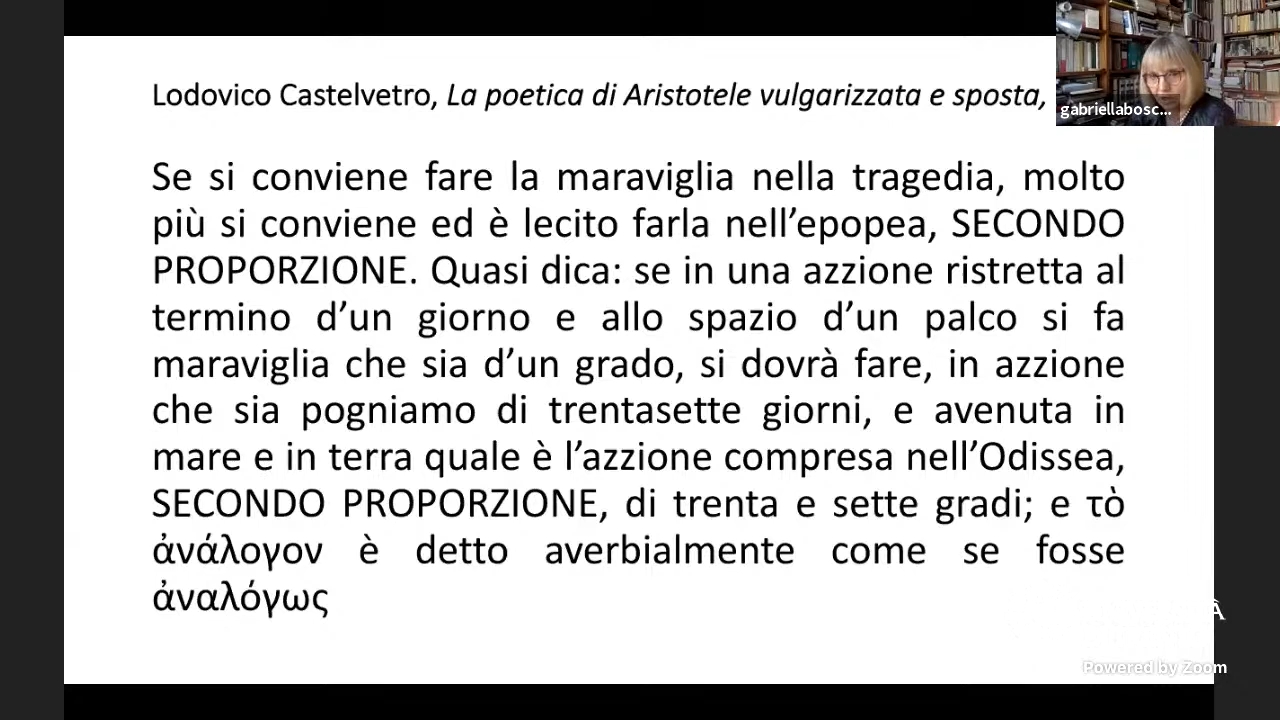 Lodovico Castelvetro, La poetica di Aristotele vulgarizzata e sposta,
gabriellabosc...
Se si conviene fare la maraviglia nella tragedia, molto
più si conviene ed è lecito farla nell’epopea, SECONDO
PROPORZIONE. Quasi dica: se in una azzione ristretta al
termino d’un giorno e allo spazio d’un palco si fa
maraviglia che sia d’un grado, si dovrà fare, in azzione
che sia pogniamo di trentasette giorni, e avenuta in
mare e in terra quale è l’azzione compresa nell’Odissea,
SECONDO PROPORZIONE, di trenta e sette gradi; e τὸ
ἀνάλογον è detto averbialmente come se fosse
ἀναλόγως
Powered by Zoom